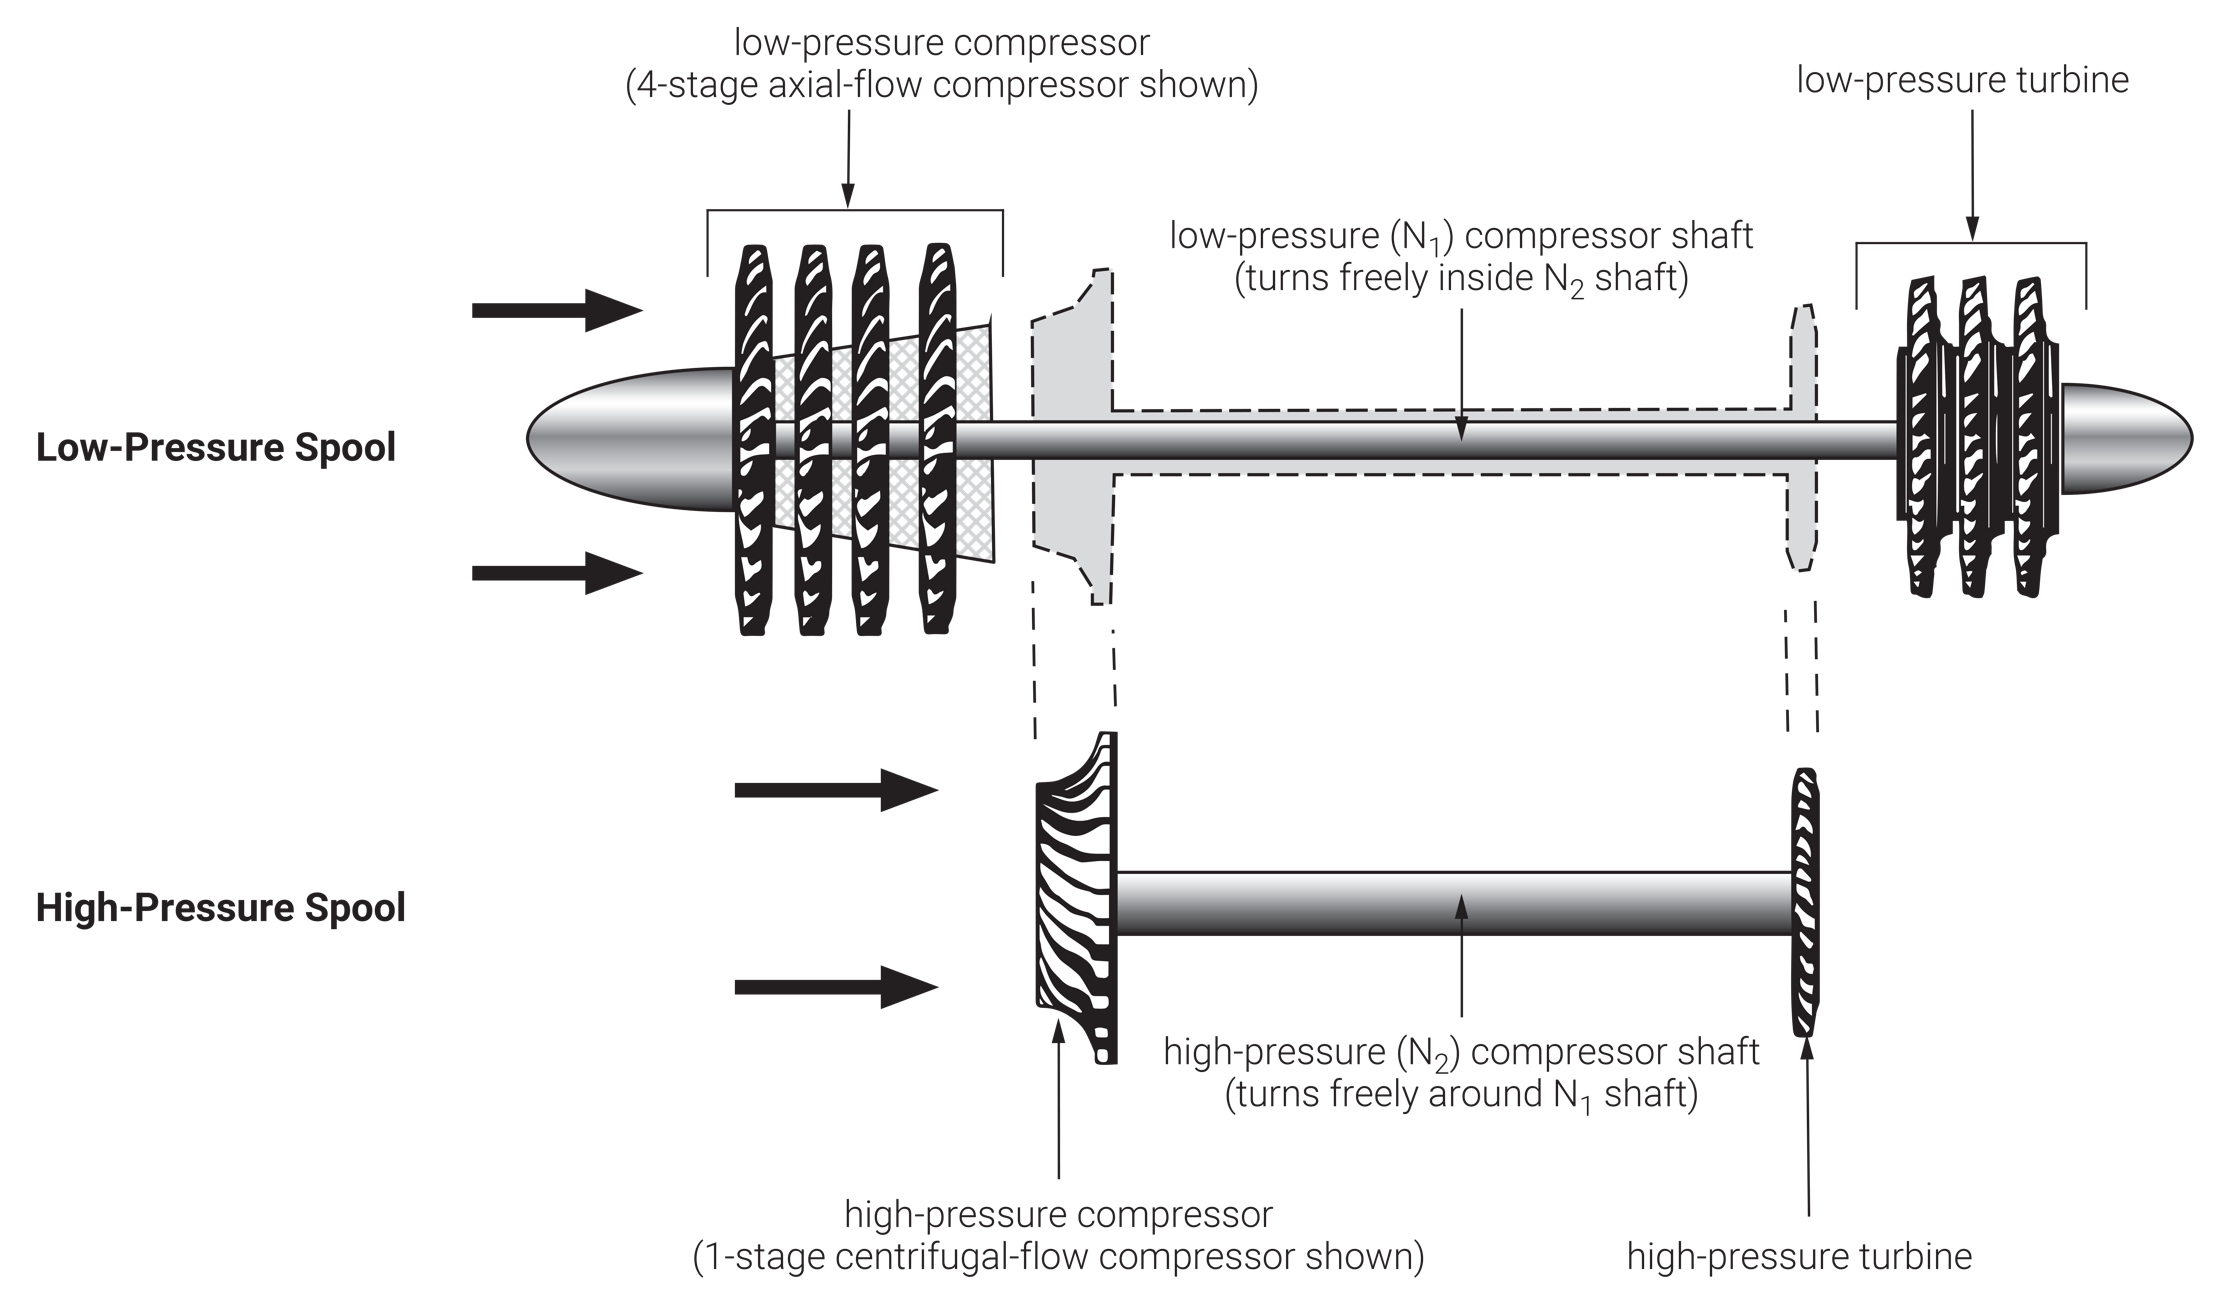 low-pressure compressor
(4-stage axial-flow compressor shown)
low-pressure turbine
low-pressure (N₁) compressor shaft
(turns freely inside N₂ shaft)
Low-Pressure Spool
High-Pressure Spool
high-pressure (N₂) compressor shaft
(turns freely around N₁ shaft)
high-pressure compressor
(1-stage centrifugal-flow compressor shown)
high-pressure turbine